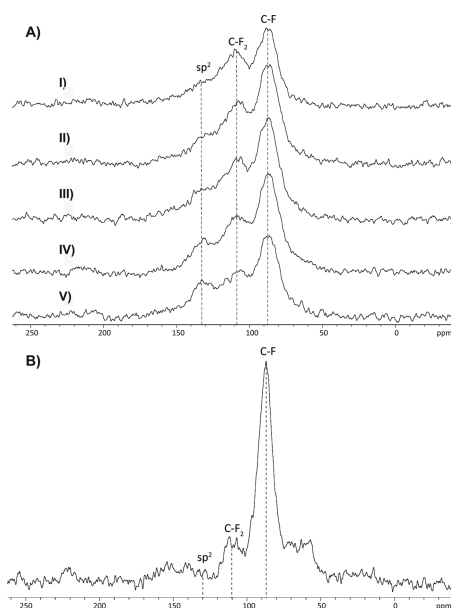 A)
C-F
C-F2
sp2
I)
II)
III)
IV)
V)
250 200 150 100 50 0 ppm
B)
C-F
C-F2
sp2
250 200 150 100 50 0 ppm